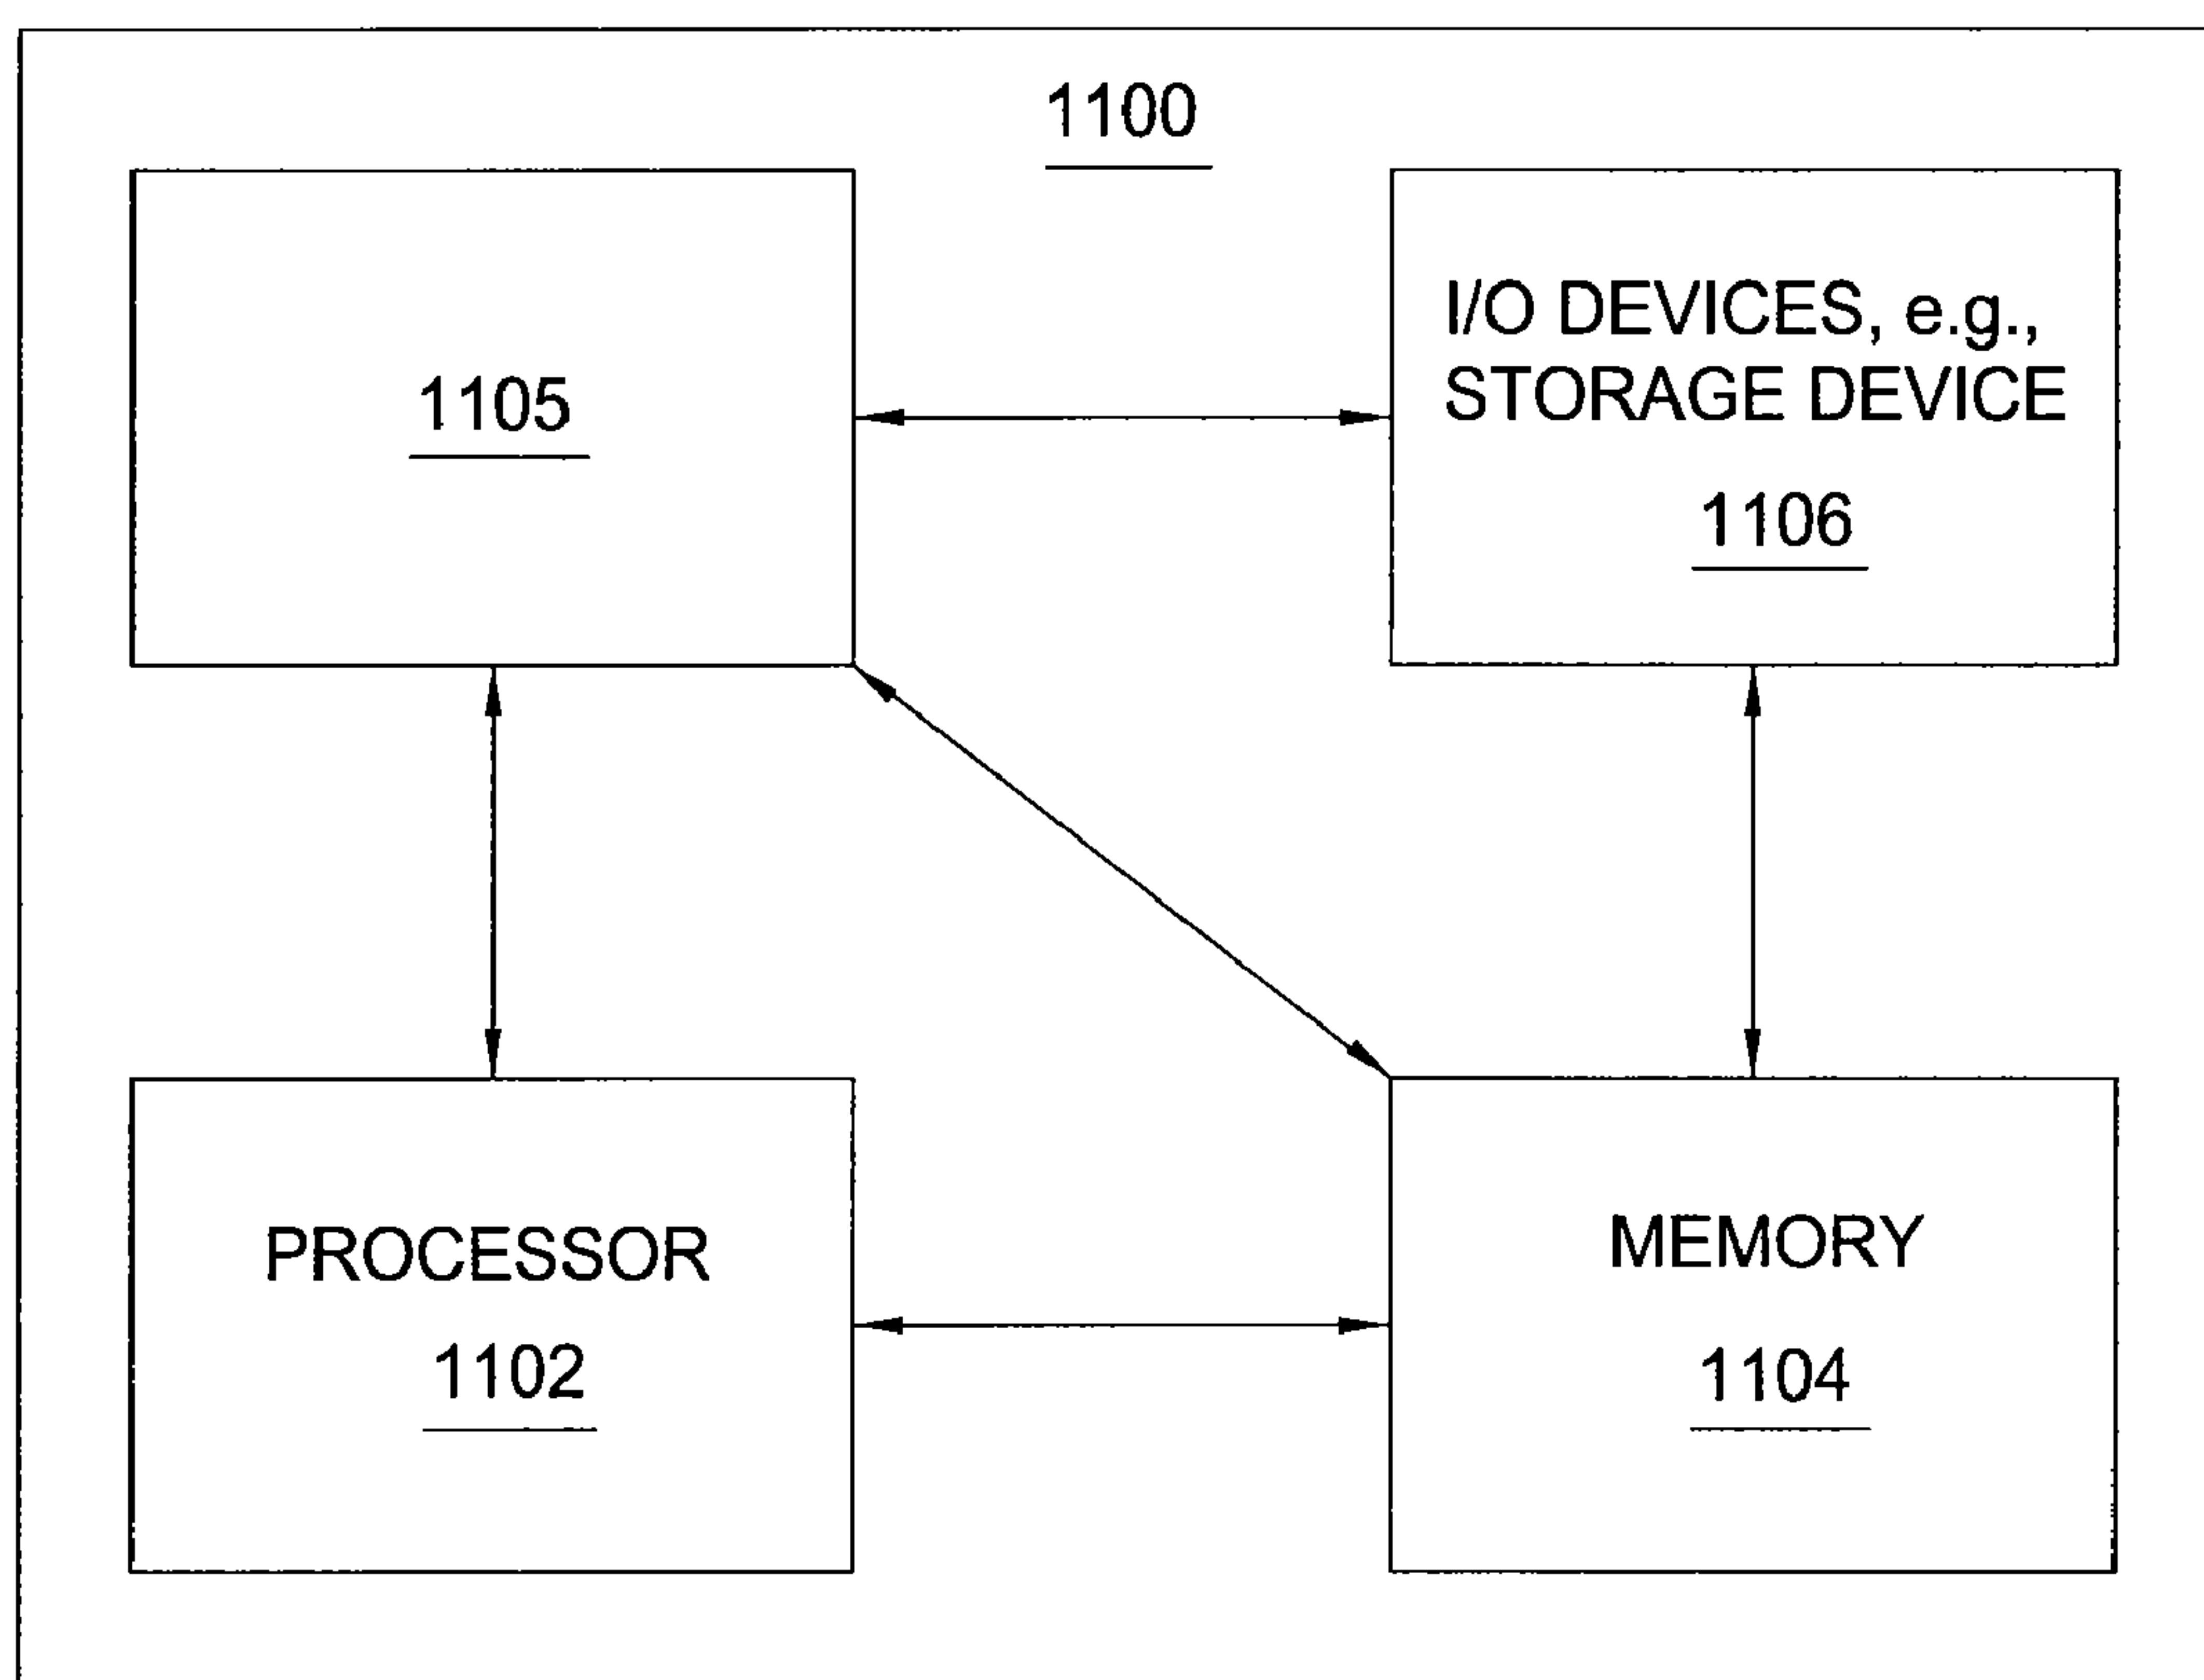 1100
1105
I/O DEVICES, e.g.,
STORAGE DEVICE
1106
PROCESSOR
1102
MEMORY
1104